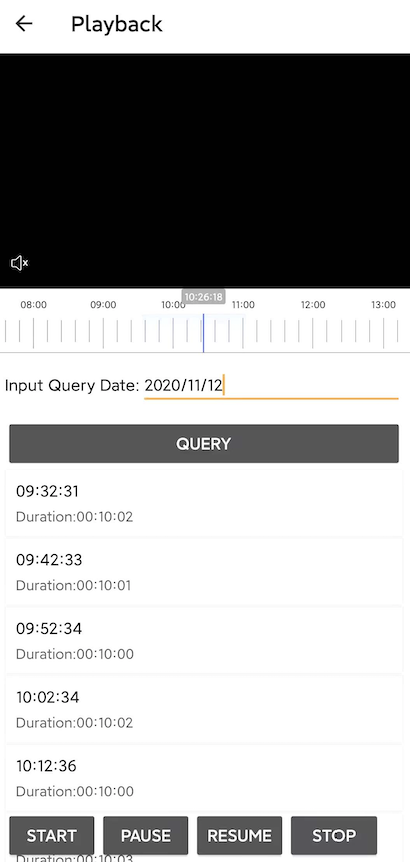 Playback
10:26:18
08:00 09:00 10:00 11:00 12:00 13:00
Input Query Date: 2020/11/12
QUERY
09:32:31
Duration:00:10:02
09:42:33
Duration:00:10:01
09:52:34
Duration:00:10:00
10:02:34
Duration:00:10:02
10:12:36
Duration:00:10:00
START PAUSE RESUME STOP
Duration:00:10:03